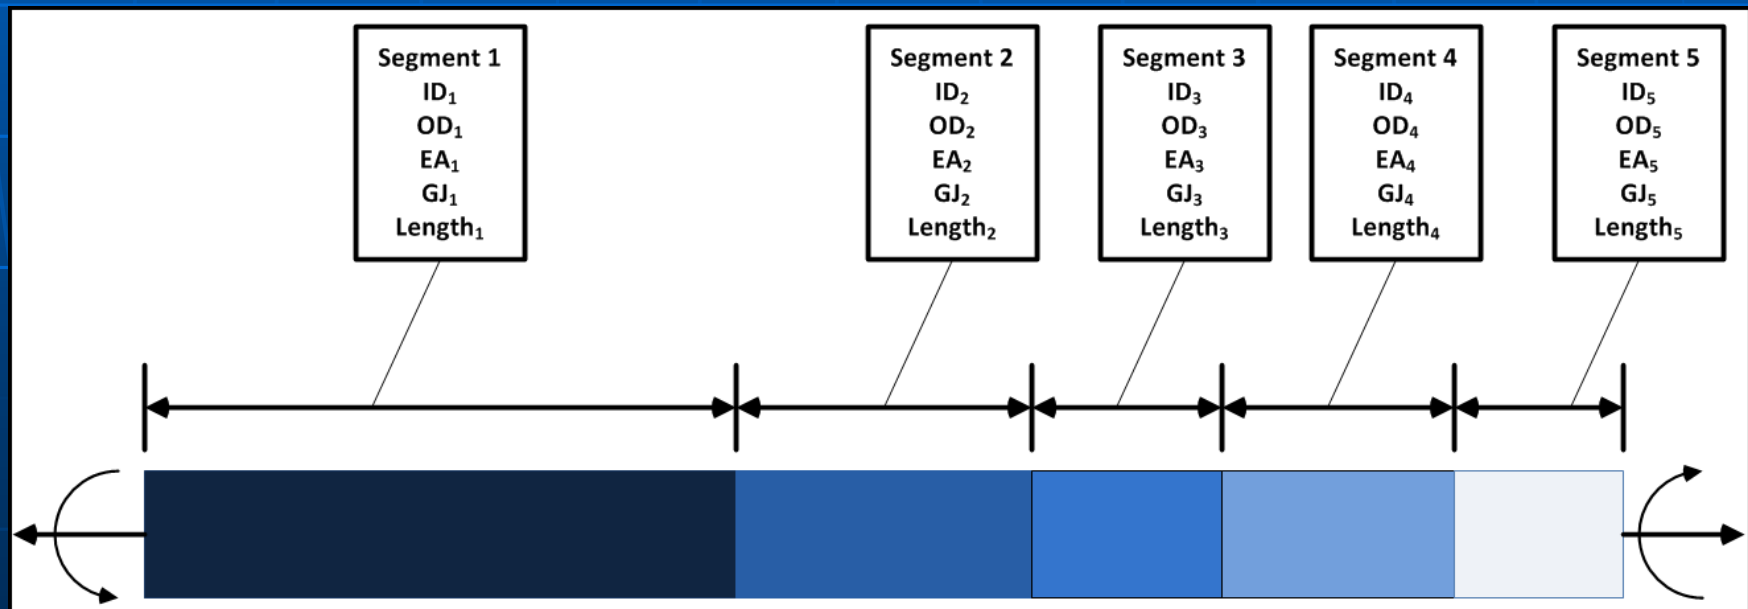 Segment 1
ID₁
OD₁
EA₁
GJ₁
Length₁
Segment 2
ID₂
OD₂
EA₂
GJ₂
Length₂
Segment 3
ID₃
OD₃
EA₃
GJ₃
Length₃
Segment 4
ID₄
OD₄
EA₄
GJ₄
Length₄
Segment 5
ID₅
OD₅
EA₅
GJ₅
Length₅